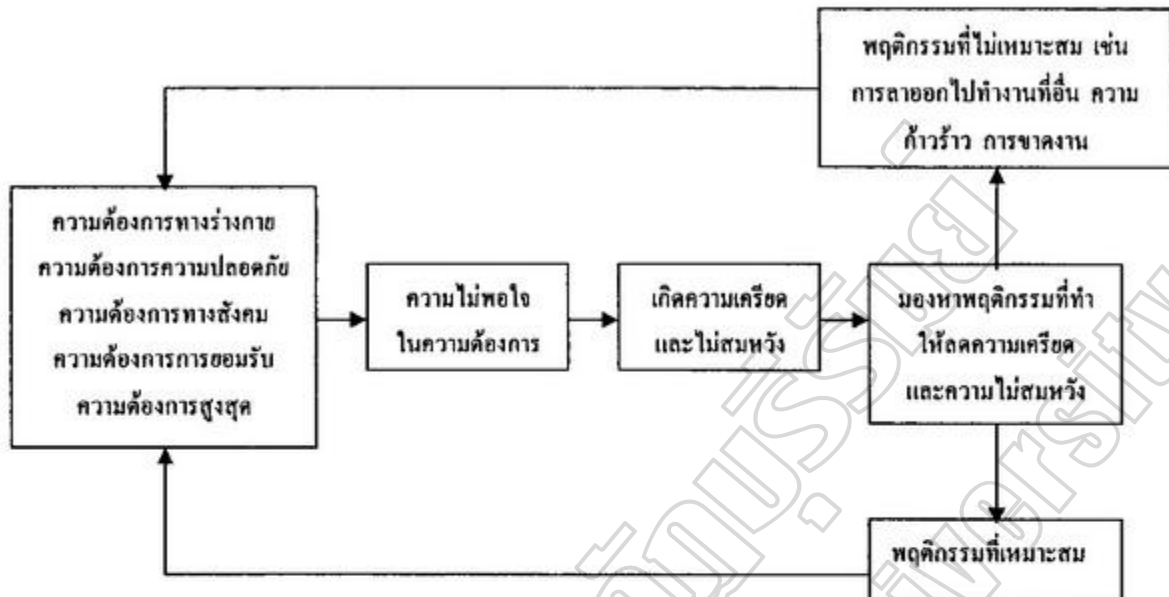 พฤติกรรมที่ไม่เหมาะสม เช่น
การลาออกไปทำงานที่อื่น ความ
ก้าวร้าว การขาดงาน
ความต้องการทางร่างกาย
ความต้องการความปลอดภัย
ความต้องการทางสังคม
ความต้องการการยอมรับ
ความต้องการสูงสุด
ความไม่พอใจ
ในความต้องการ
เกิดความเครียด
และไม่สมหวัง
มองหาพฤติกรรมที่ทำ
ให้ลดความเครียด
และความไม่สมหวัง
พฤติกรรมที่เหมาะสม